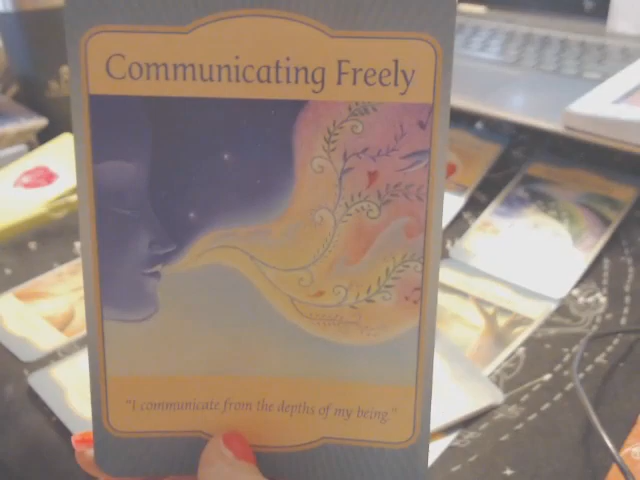 Communicating Freely
"I communicate from the depths of my being."